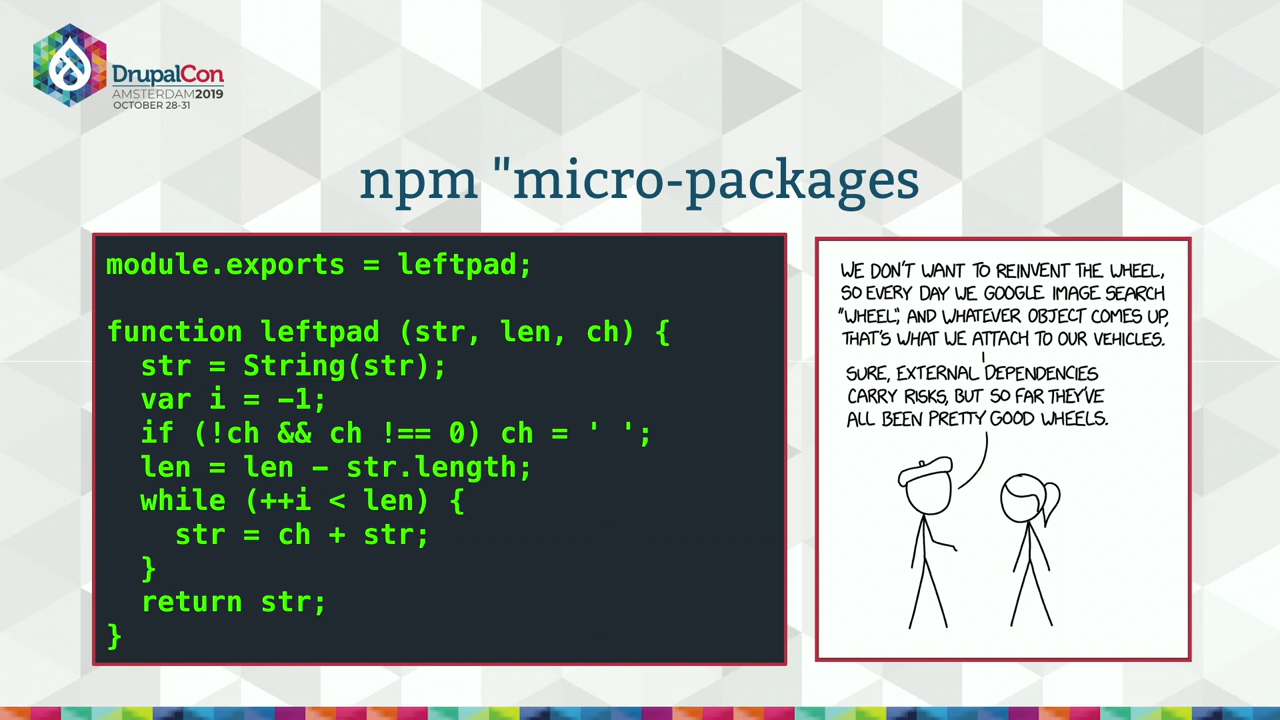 DrupalCon
AMSTERDAM2019
OCTOBER 28-31
npm "micro-packages
module.exports = leftpad;
function leftpad (str, len, ch) {
  str = String(str);
  var i = -1;
  if (!ch && ch !== 0) ch = ' ';
  len = len - str.length;
  while (++i < len) {
    str = ch + str;
  }
  return str;
}
WE DON'T WANT TO REINVENT THE WHEEL,
SO EVERY DAY WE GOOGLE IMAGE SEARCH
"WHEEL", AND WHATEVER OBJECT COMES UP,
THAT'S WHAT WE ATTACH TO OUR VEHICLES.
SURE, EXTERNAL DEPENDENCIES
CARRY RISKS, BUT SO FAR THEY'VE
ALL BEEN PRETTY GOOD WHEELS.